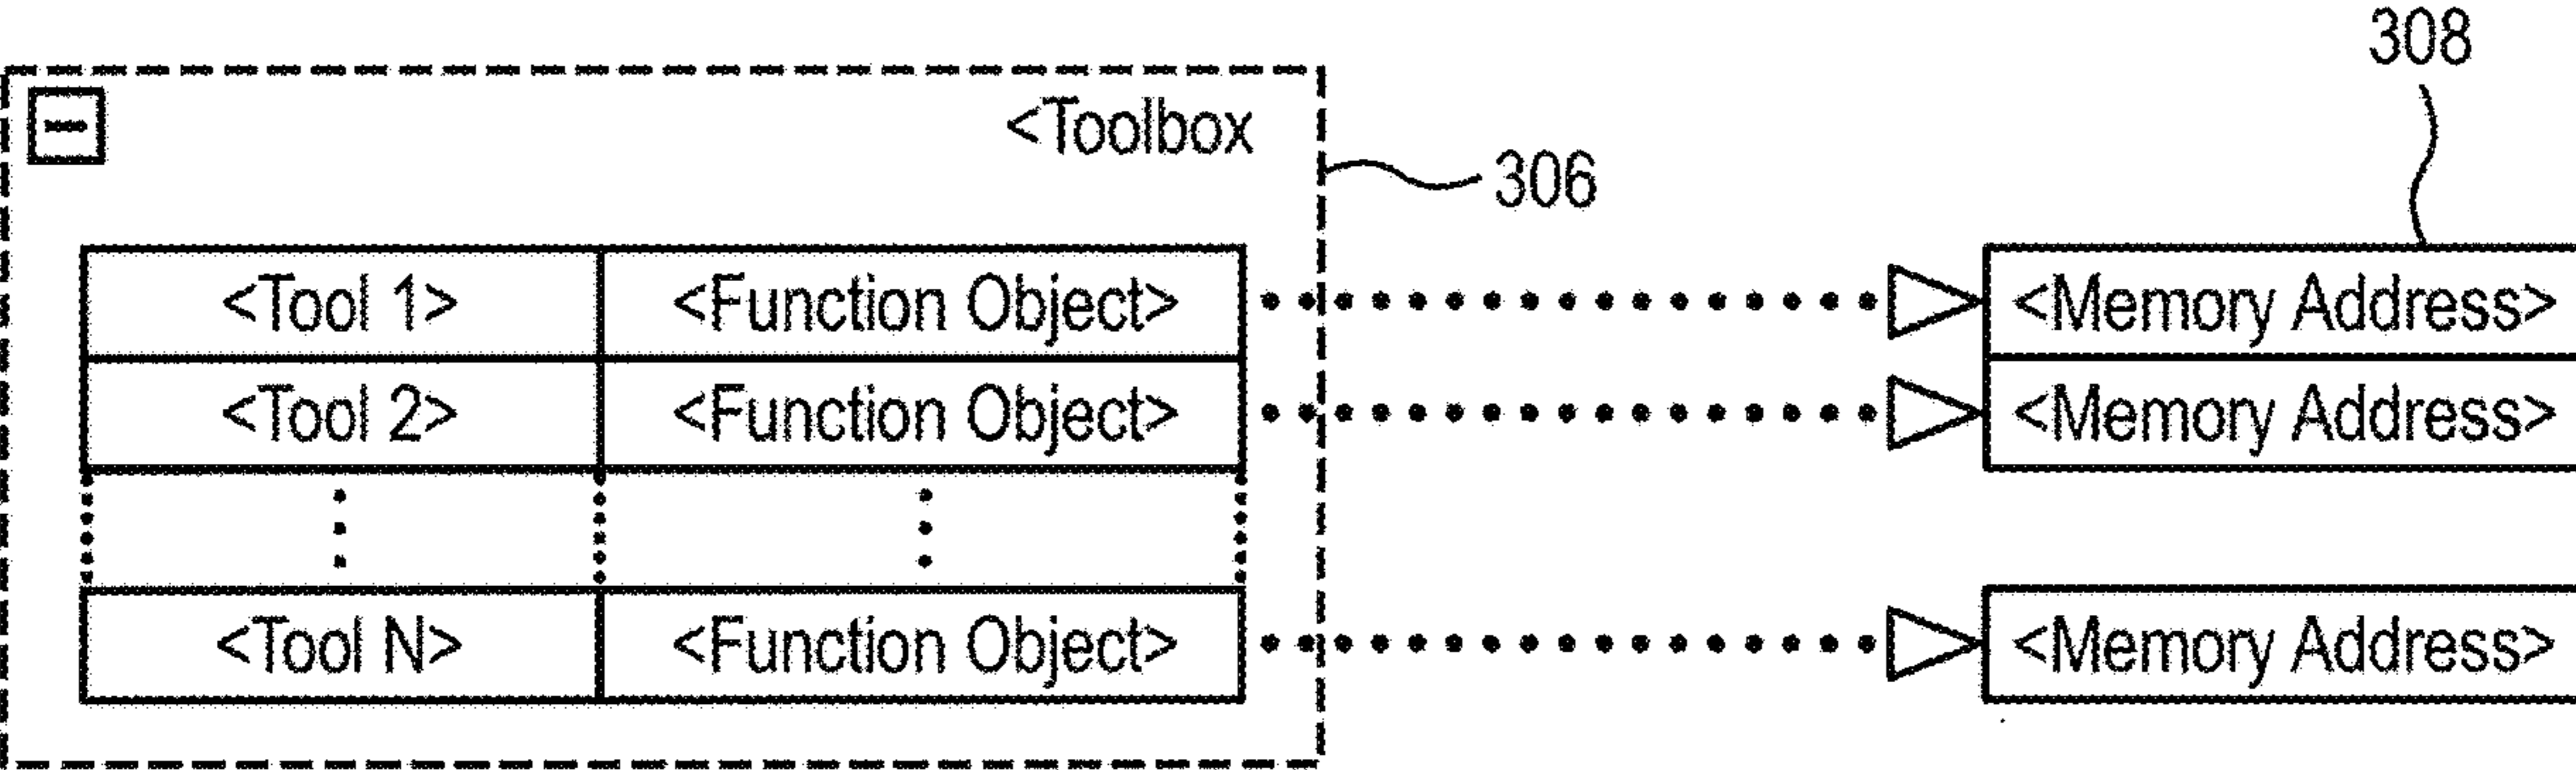 308
<Toolbox
306
<Tool 1> <Function Object> <Memory Address>
<Tool 2> <Function Object> <Memory Address>
<Tool N> <Function Object> <Memory Address>